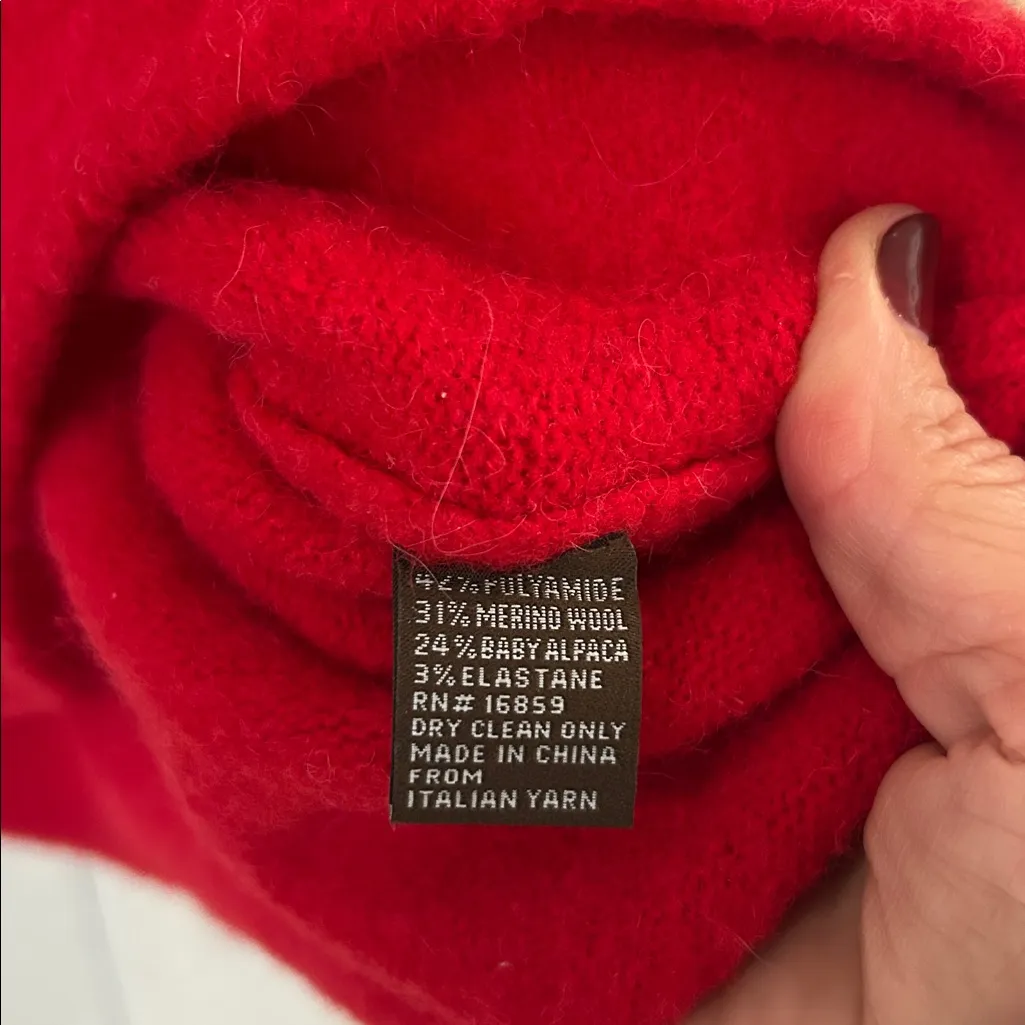 42% POLYAMIDE
31% MERINO WOOL
24% BABY ALPACA
3% ELASTANE
RN# 16859
DRY CLEAN ONLY
MADE IN CHINA
FROM
ITALIAN YARN